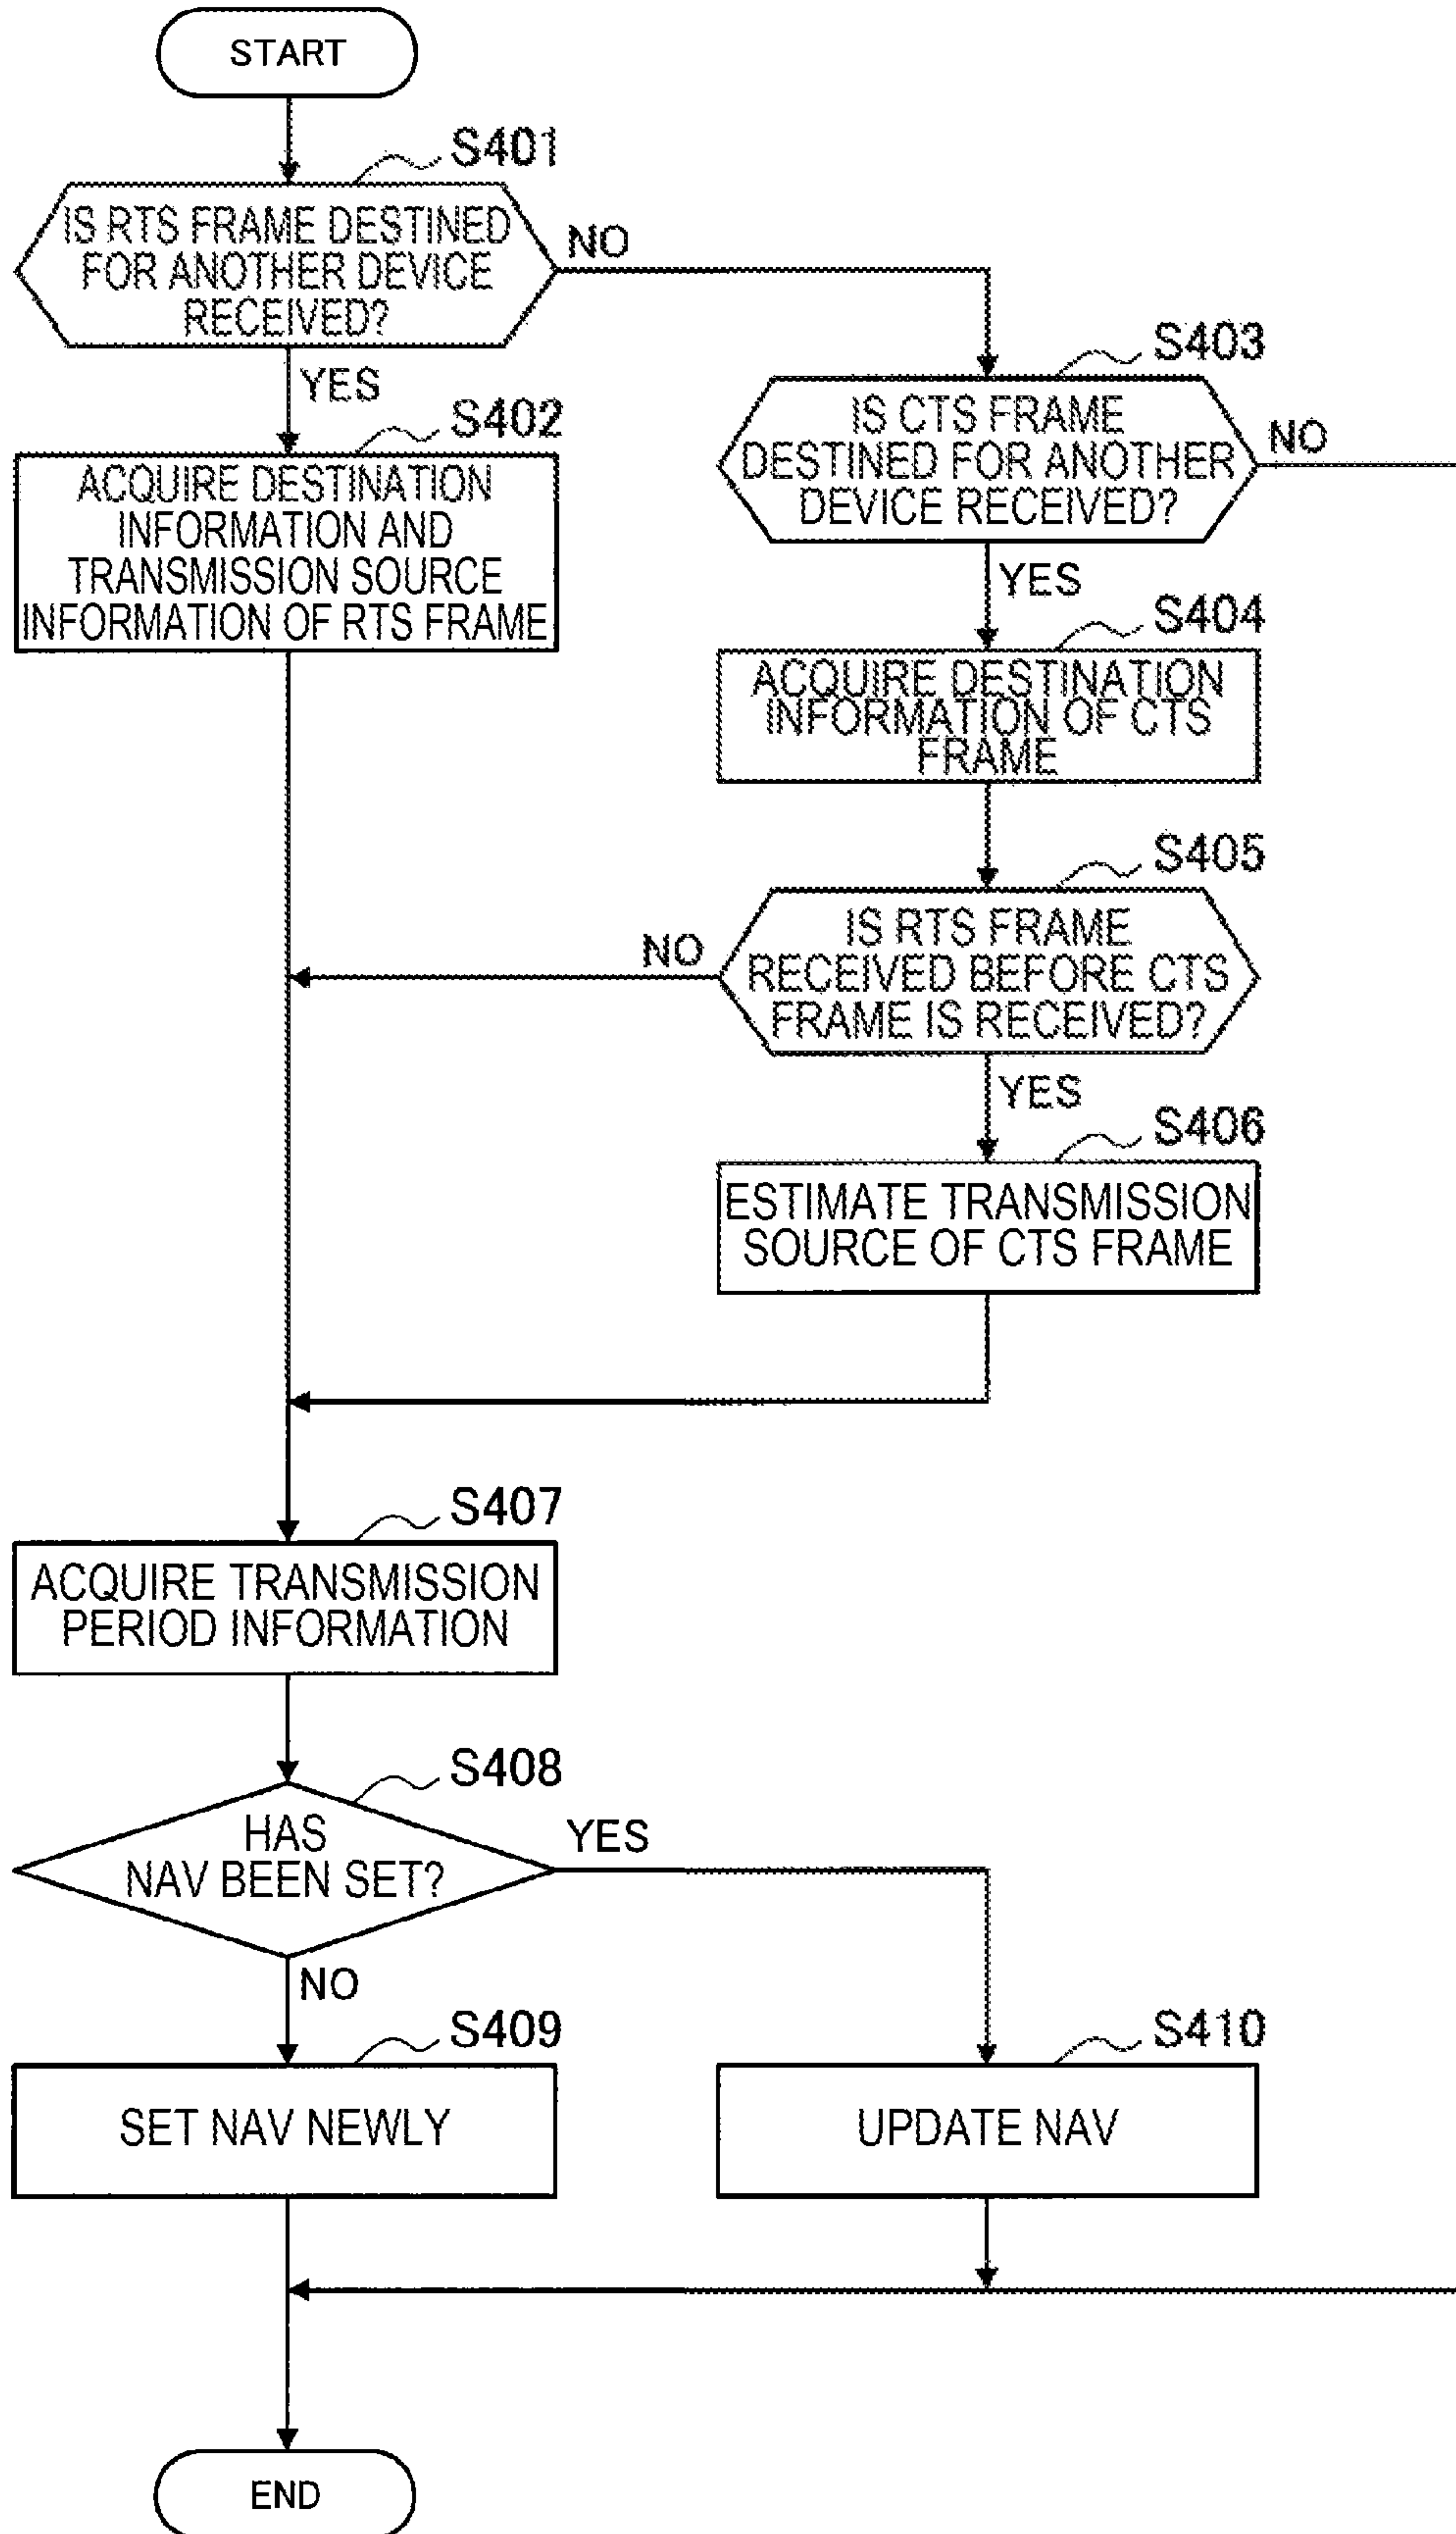 START
S401
IS RTS FRAME DESTINED
FOR ANOTHER DEVICE
RECEIVED?
NO
YES
S402
ACQUIRE DESTINATION
INFORMATION AND
TRANSMISSION SOURCE
INFORMATION OF RTS FRAME
S403
IS CTS FRAME
DESTINED FOR ANOTHER
DEVICE RECEIVED?
NO
YES
S404
ACQUIRE DESTINATION
INFORMATION OF CTS
FRAME
S405
IS RTS FRAME
RECEIVED BEFORE CTS
FRAME IS RECEIVED?
NO
YES
S406
ESTIMATE TRANSMISSION
SOURCE OF CTS FRAME
S407
ACQUIRE TRANSMISSION
PERIOD INFORMATION
S408
HAS
NAV BEEN SET?
YES
NO
S409
SET NAV NEWLY
S410
UPDATE NAV
END